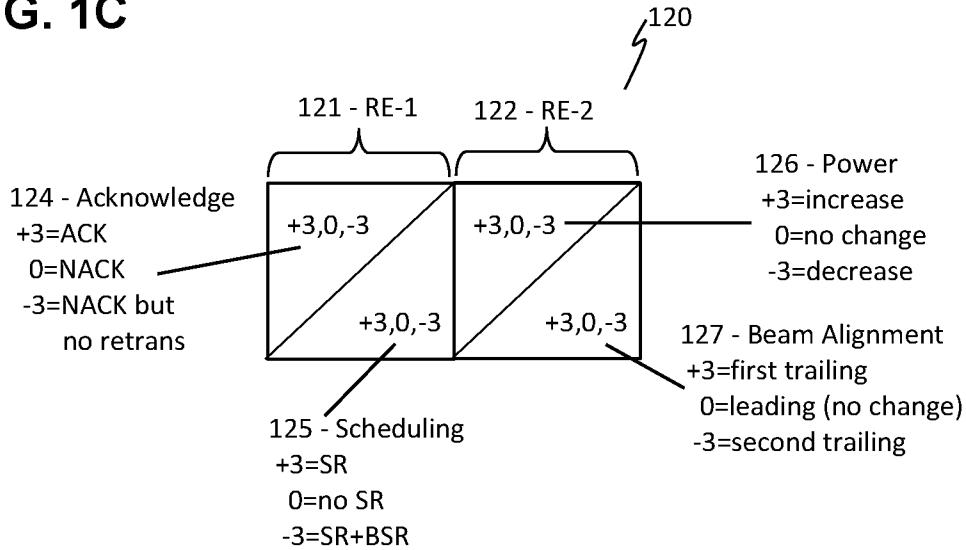 G. 1C
120
121 - RE-1
122 - RE-2
124 - Acknowledge
+3=ACK
0=NACK
-3=NACK but
no retrans
+3,0,-3
+3,0,-3
+3,0,-3
+3,0,-3
126 - Power
+3=increase
0=no change
-3=decrease
127 - Beam Alignment
+3=first trailing
0=leading (no change)
-3=second trailing
125 - Scheduling
+3=SR
0=no SR
-3=SR+BSR